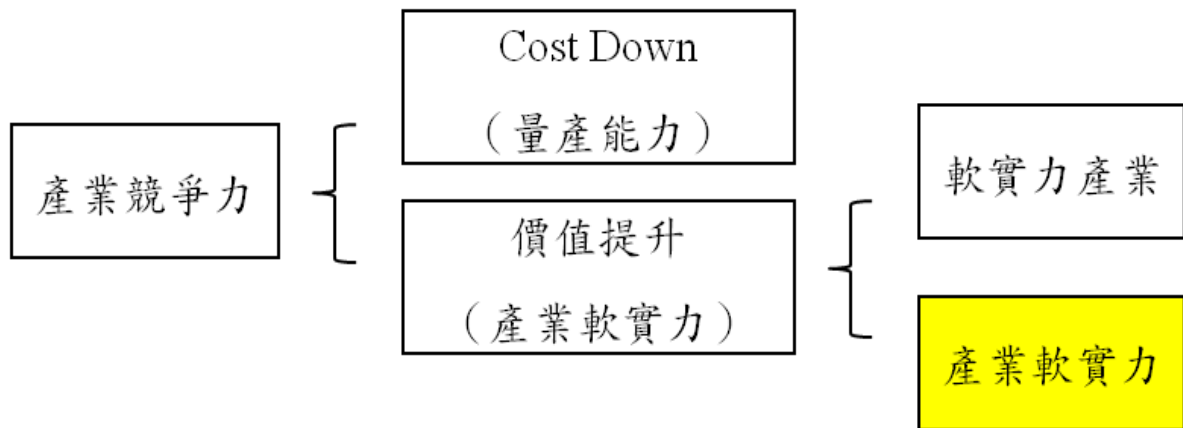 產業競爭力
Cost Down
（量產能力）
價值提升
（產業軟實力）
軟實力產業
產業軟實力